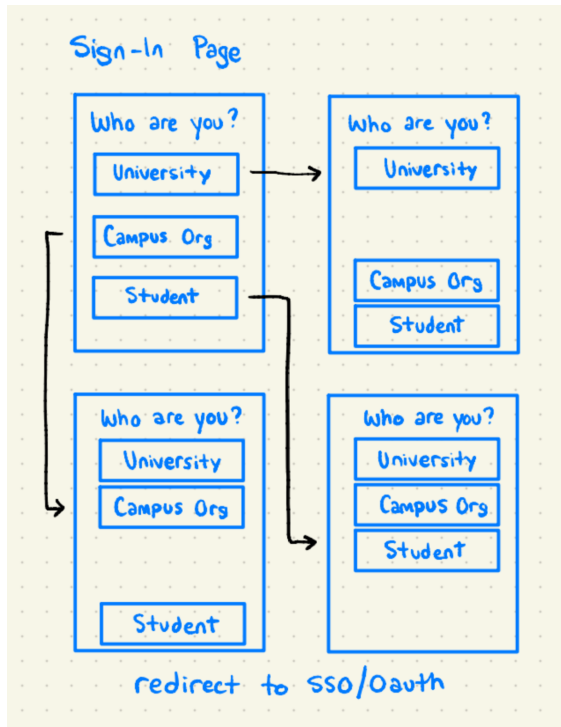 Sign-In Page
Who are you?
University
Campus Org
Student
Who are you?
University
Campus Org
Student
Who are you?
University
Campus Org
Student
Who are you?
University
Campus Org
Student
redirect to SSO/Oauth